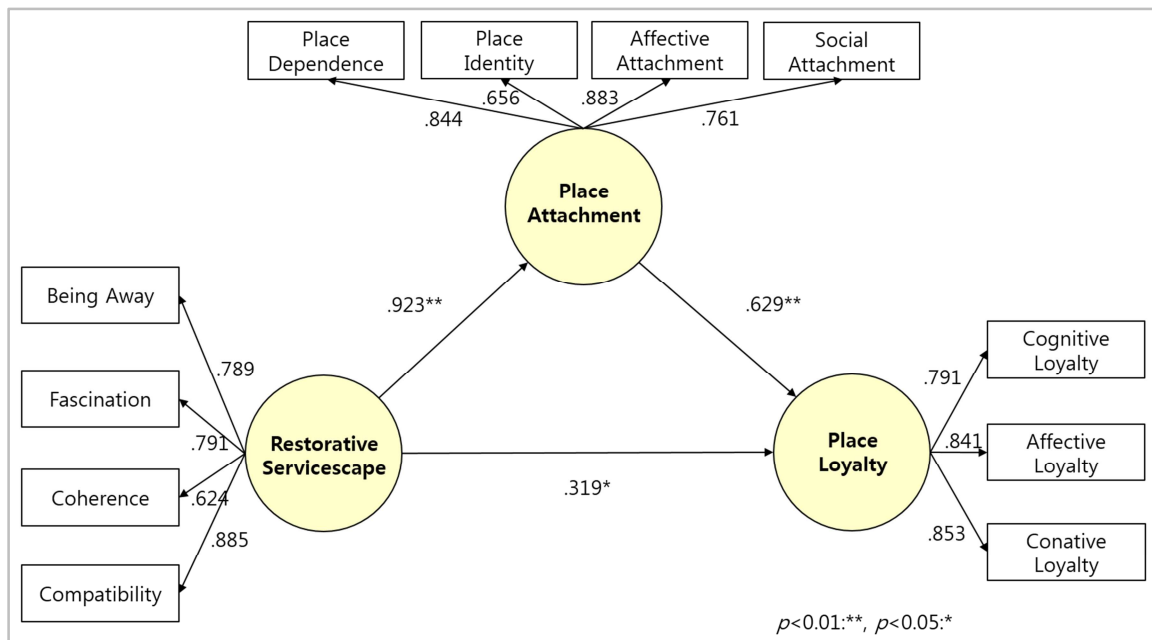 Place
Dependence
Place
Identity
Affective
Attachment
Social
Attachment
.844
.656
.883
.761
Place
Attachment
Being Away
Fascination
Coherence
Compatibility
.789
.791
.624
.885
Restorative
Servicescape
.923**
.629**
.319*
Place
Loyalty
.791
.841
.853
Cognitive
Loyalty
Affective
Loyalty
Conative
Loyalty
p<0.01:**, p<0.05:*